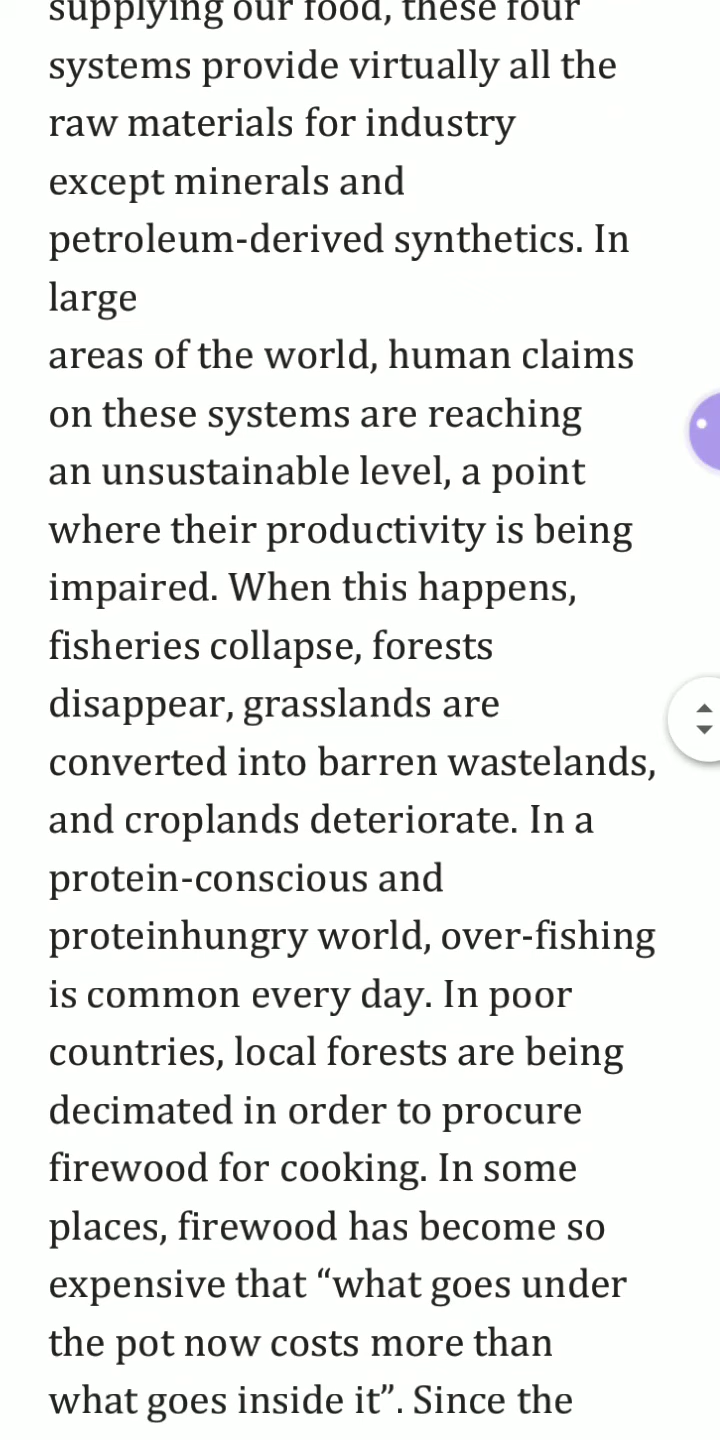 supplying our food, these four
systems provide virtually all the
raw materials for industry
except minerals and
petroleum-derived synthetics. In
large
areas of the world, human claims
on these systems are reaching
an unsustainable level, a point
where their productivity is being
impaired. When this happens,
fisheries collapse, forests
disappear, grasslands are
converted into barren wastelands,
and croplands deteriorate. In a
protein-conscious and
proteinhungry world, over-fishing
is common every day. In poor
countries, local forests are being
decimated in order to procure
firewood for cooking. In some
places, firewood has become so
expensive that “what goes under
the pot now costs more than
what goes inside it”. Since the